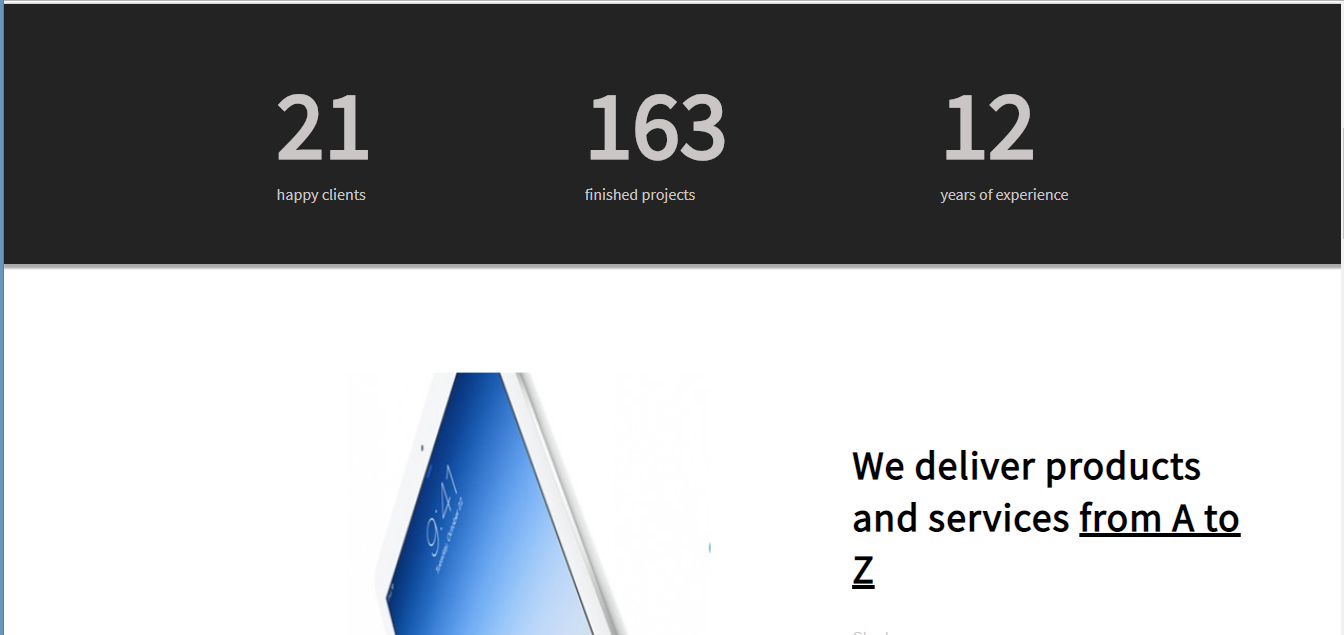 21 163 12
happy clients finished projects years of experience
9:41
We deliver products
and services from A to
Z